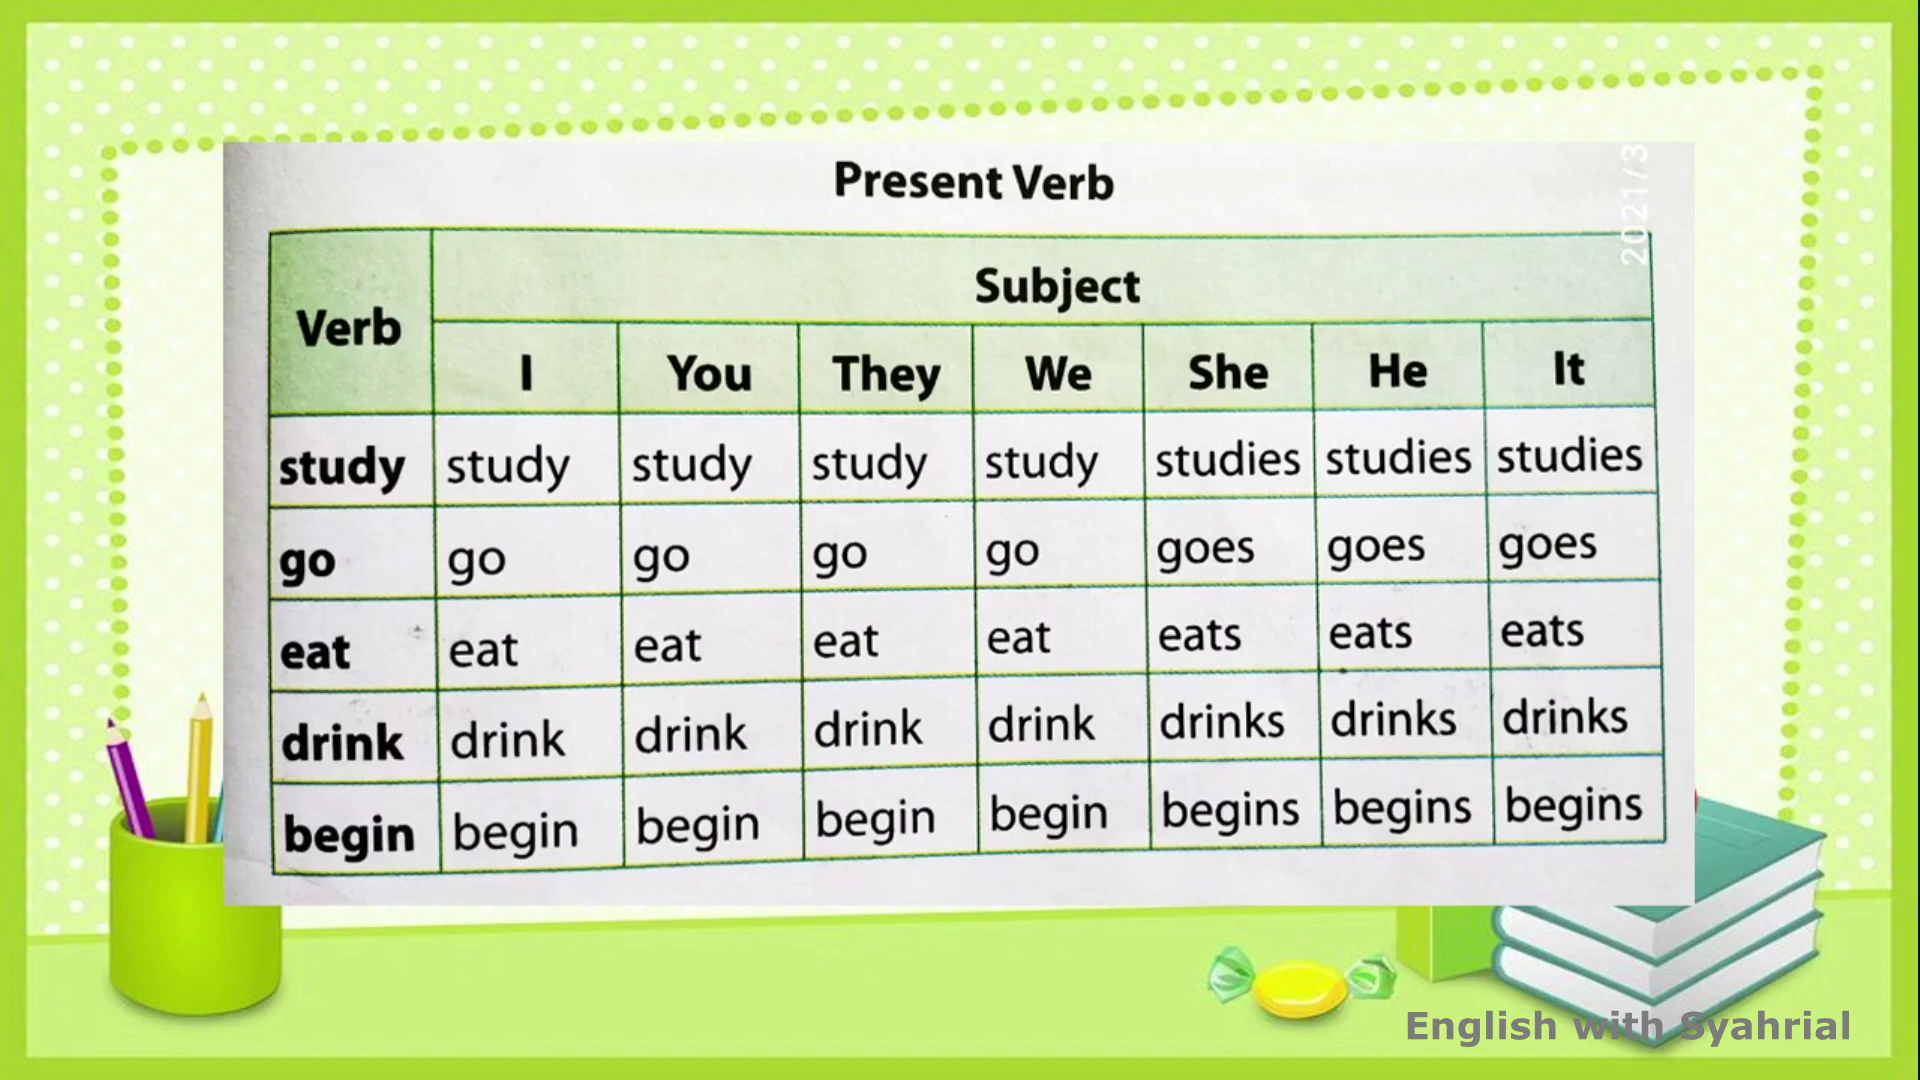 Present Verb
2021/3
Verb Subject
I You They We She He It
study study study study study studies studies studies
go go go go go goes goes goes
eat eat eat eat eat eats eats eats
drink drink drink drink drink drinks drinks drinks
begin begin begin begin begin begins begins begins
English with Syahrial